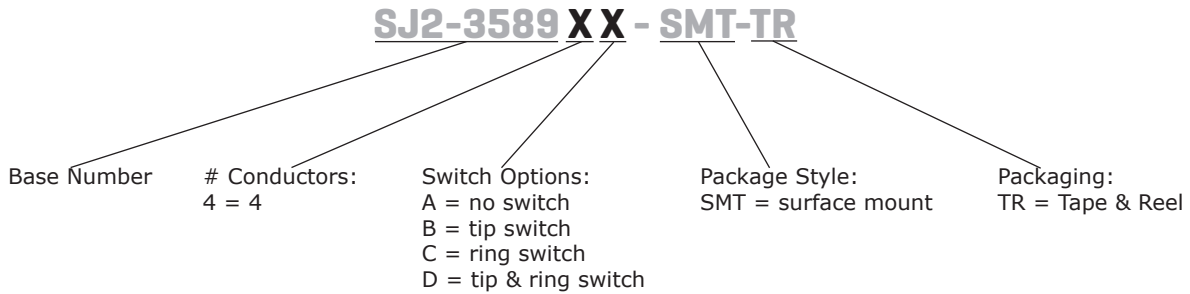 SJ2-3589 X X - SMT-TR
Base Number
# Conductors:
4 = 4
Switch Options:
A = no switch
B = tip switch
C = ring switch
D = tip & ring switch
Package Style:
SMT = surface mount
Packaging:
TR = Tape & Reel